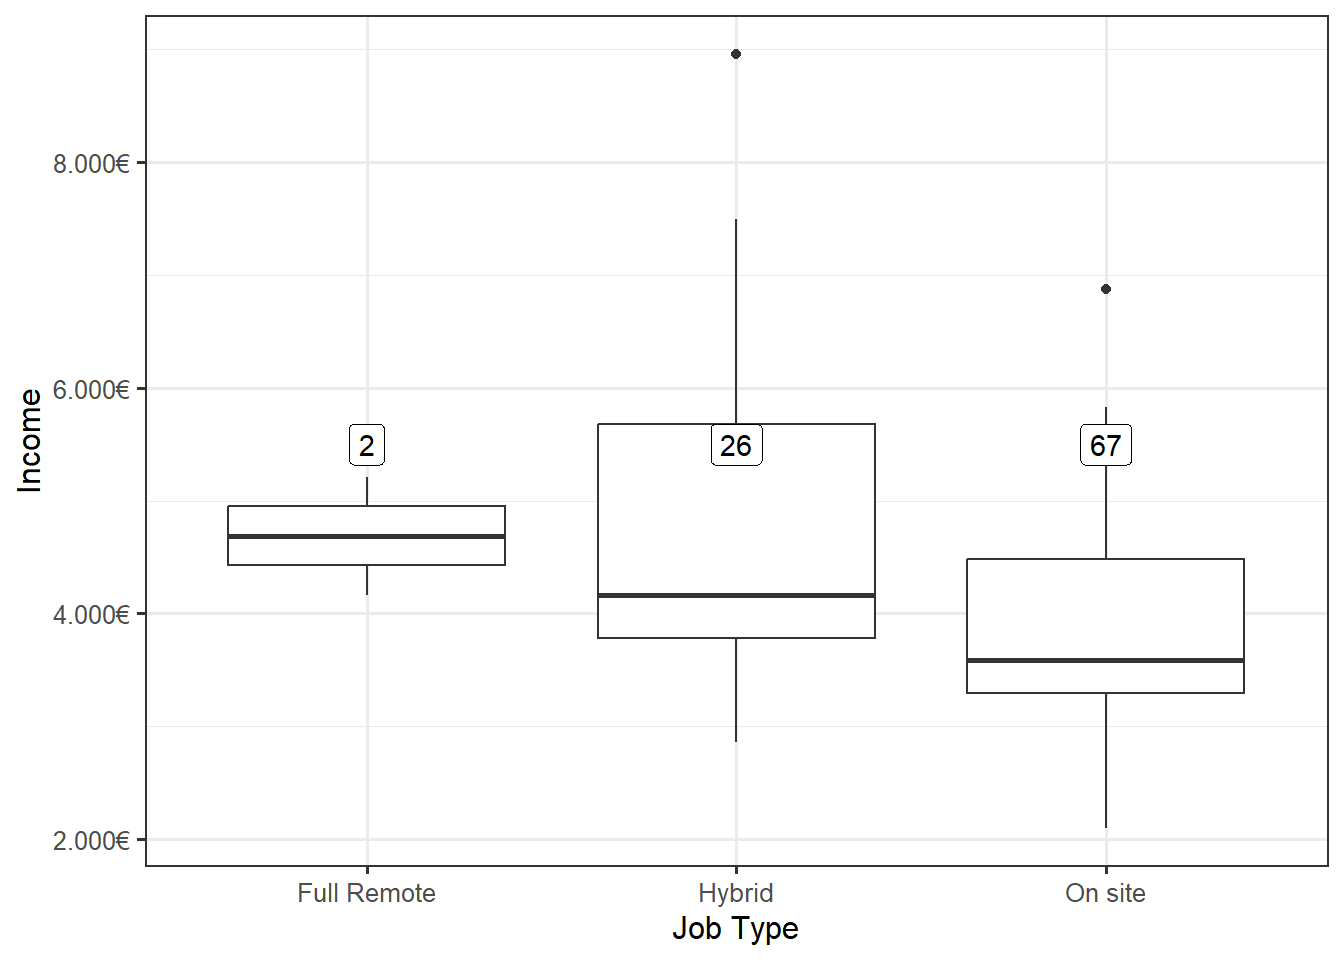 8.000€
6.000€
4.000€
2.000€
Income
2
26
67
Full Remote
Hybrid
On site
Job Type